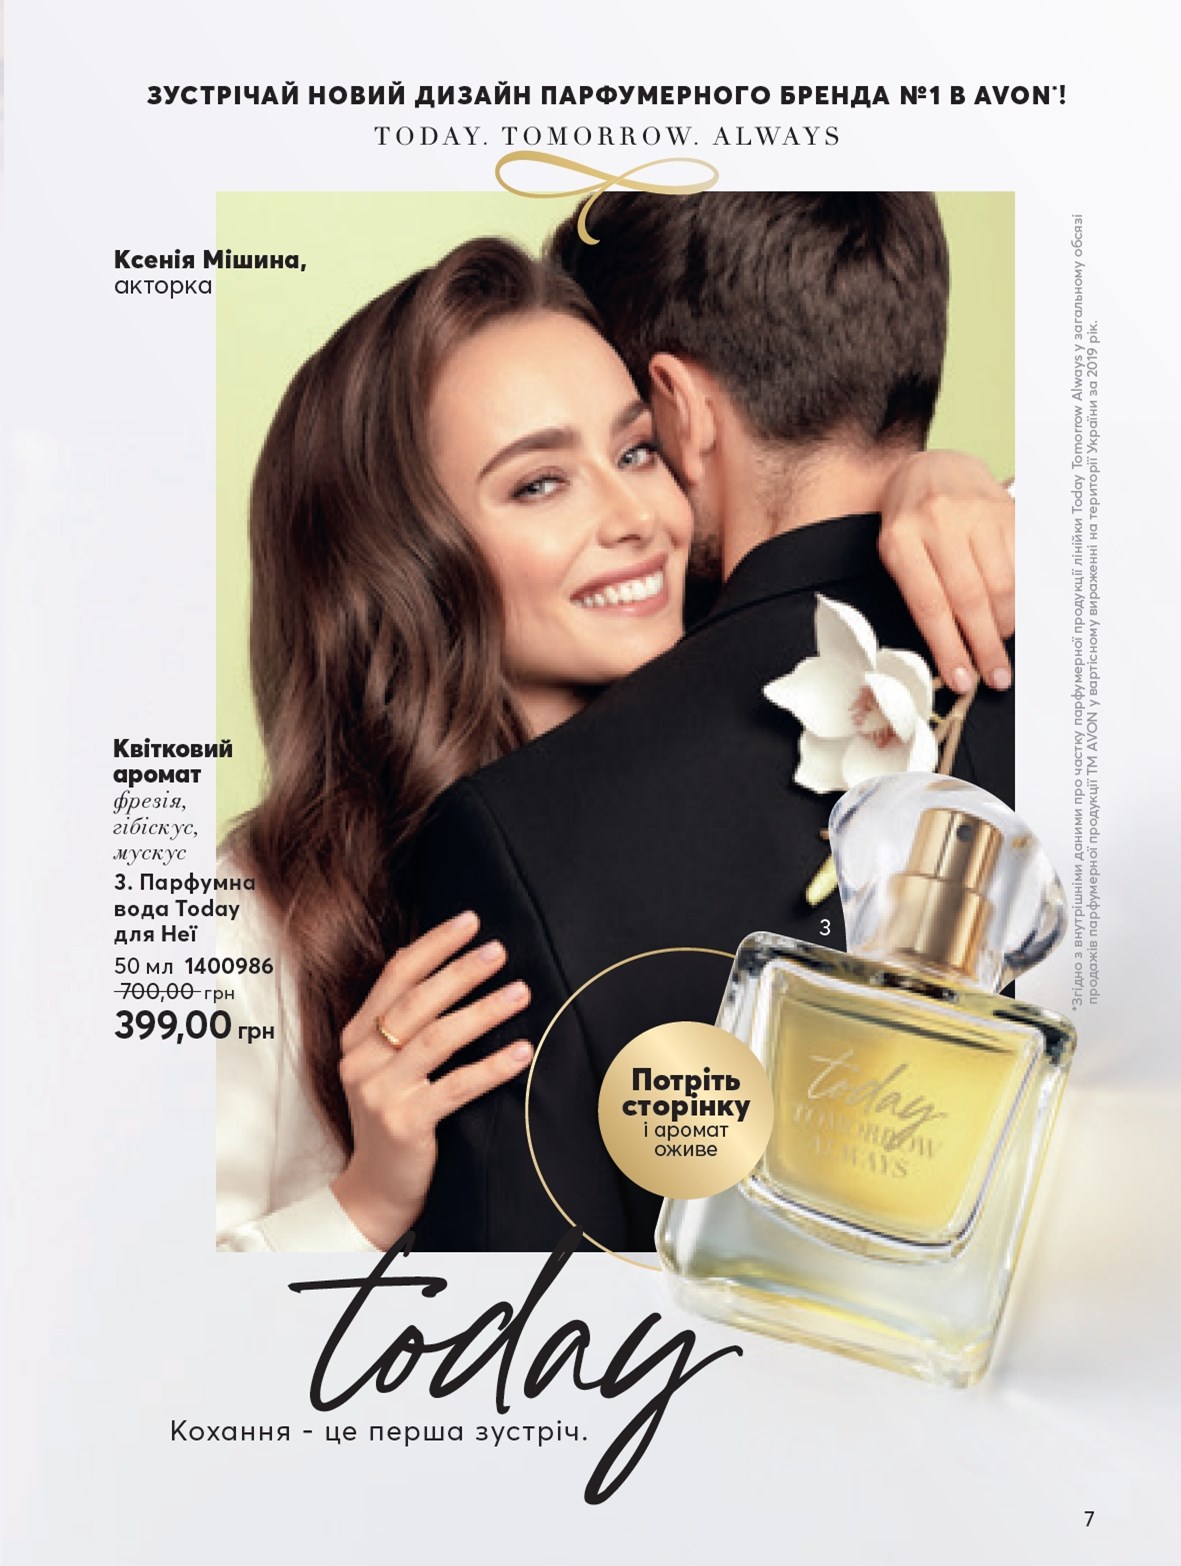 ЗУСТРІЧАЙ НОВИЙ ДИЗАЙН ПАРФУМЕРНОГО БРЕНДА №1 В AVON*!
TODAY. TOMORROW. ALWAYS
Ксенія Мішина,
акторка
Квітковий
аромат
фрезія,
гібіскус,
мускус
3. Парфумна
вода Today
для Неї
50 мл 1400986
700,00 грн
399,00 грн
3
Потріть
сторінку
і аромат
оживе
today
TOMORROW
ALWAYS
today
Кохання - це перша зустріч.
*Згідно з внутрішніми даними про частку парфумерної продукції лінійки Today Tomorrow Always у загальному обсязі
продажів парфумерної продукції ТМ AVON у вартісному вираженні на території України за 2019 рік.
7